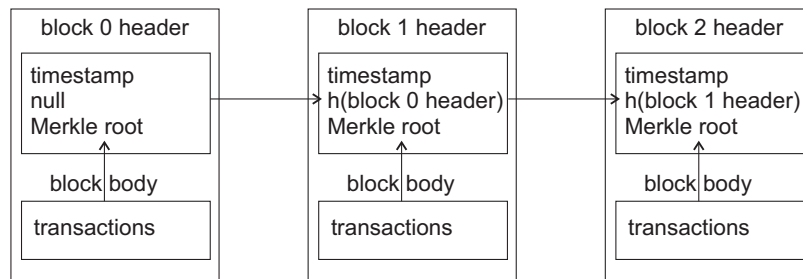 block 0 header
timestamp
null
Merkle root
block body
transactions
block 1 header
timestamp
h(block 0 header)
Merkle root
block body
transactions
block 2 header
timestamp
h(block 1 header)
Merkle root
block body
transactions